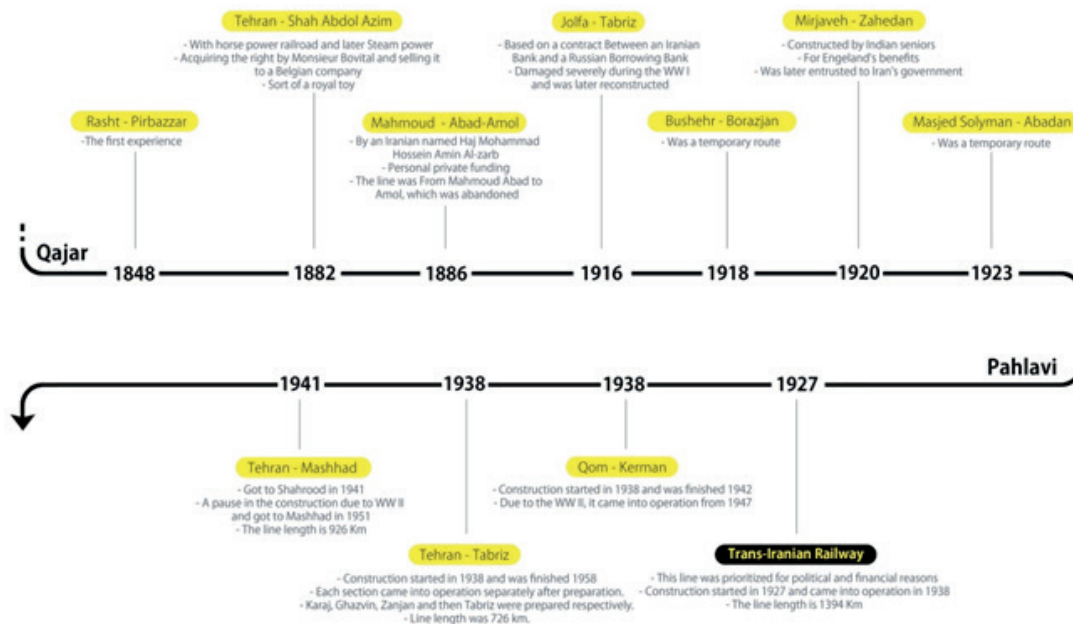 Tehran - Shah Abdol Azim
- With horse power railroad and later Steam power
- Acquiring the right by Monsieur Bovital and selling it
to a Belgian company
- Sort of a royal toy
Jolfa - Tabriz
- Based on a contract Between an Iranian
Bank and a Russian Borrowing Bank
- Damaged severely during the WW I
and was later reconstructed
Mirjaveh - Zahedan
- Constructed by Indian seniors
- For Engeland's benefits
- Was later entrusted to Iran's government
Rasht - Pirbazzar
-The first experience
Mahmoud - Abad-Amol
- By an Iranian named Haj Mohammad
Hossein Amin Al-zarb
- Personal private funding
- The line was From Mahmoud Abad to
Amol, which was abandoned
Bushehr - Borazjan
- Was a temporary route
Masjed Solyman - Abadan
- Was a temporary route
Qajar
1848
1882
1886
1916
1918
1920
1923
Pahlavi
1941
1938
1938
1927
Tehran - Mashhad
- Got to Shahrood in 1941
- A pause in the construction due to WW II
and got to Mashhad in 1951
- The line length is 926 Km
Qom - Kerman
- Construction started in 1938 and was finished 1942
- Due to the WW II, it came into operation from 1947
Tehran - Tabriz
- Construction started in 1938 and was finished 1958
- Each section came into operation separately after preparation.
- Karaj, Ghazvin, Zanjan and then Tabriz were prepared respectively.
- Line length was 726 km.
Trans-Iranian Railway
- This line was prioritized for political and financial reasons
- Construction started in 1927 and came into operation in 1938
- The line length is 1394 Km